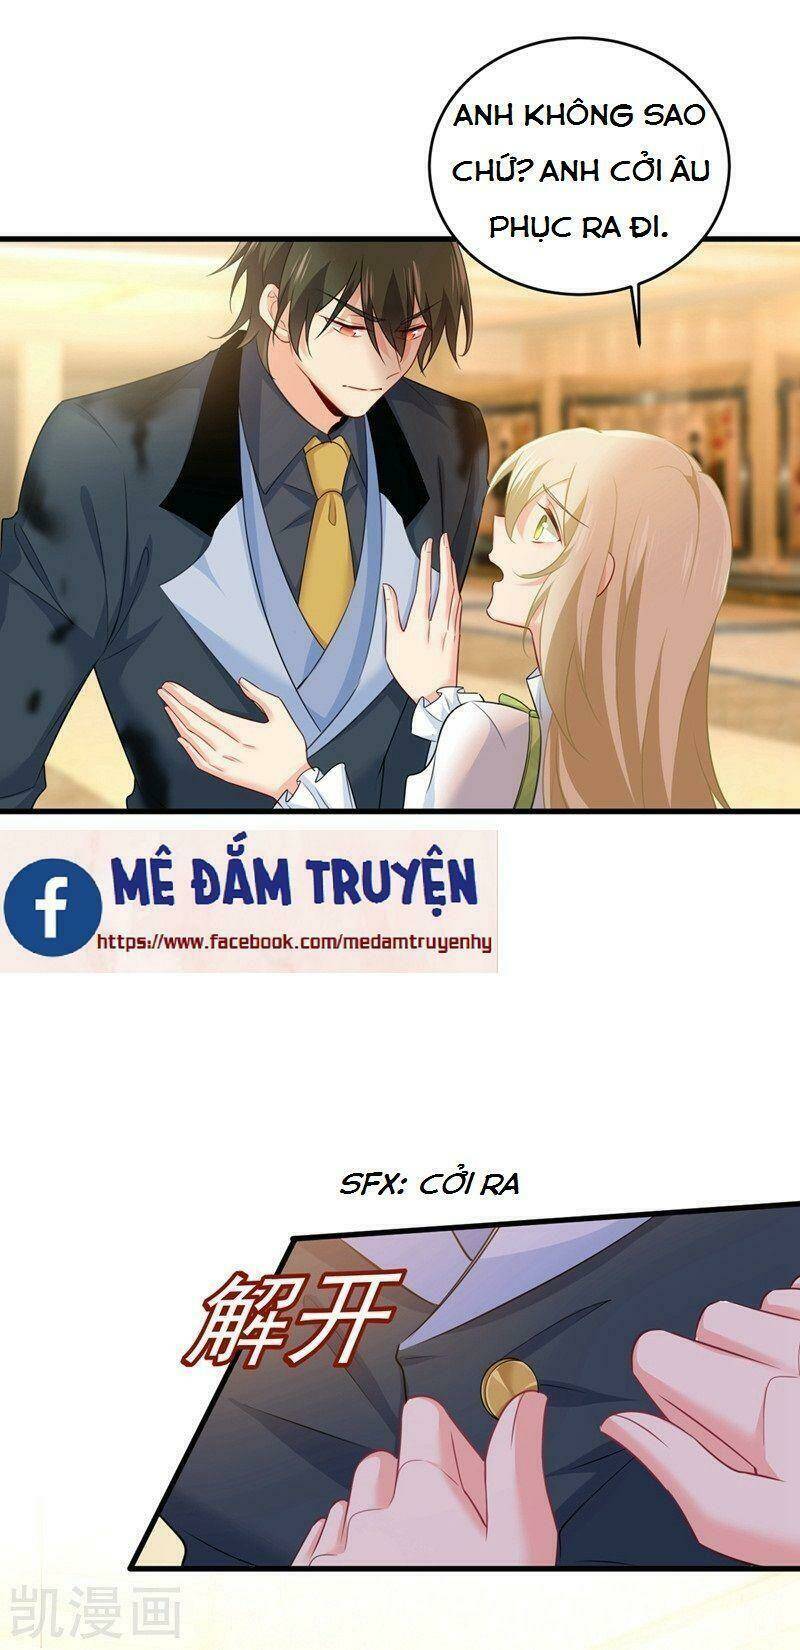 ANH KHÔNG SAO
CHỨ? ANH CỞI ÂU
PHỤC RA ĐI.
f MÊ ĐẮM TRUYỆN
https://www.facebook.com/medamtruyenhy
SFX: CỞI RA
解开
凯漫画